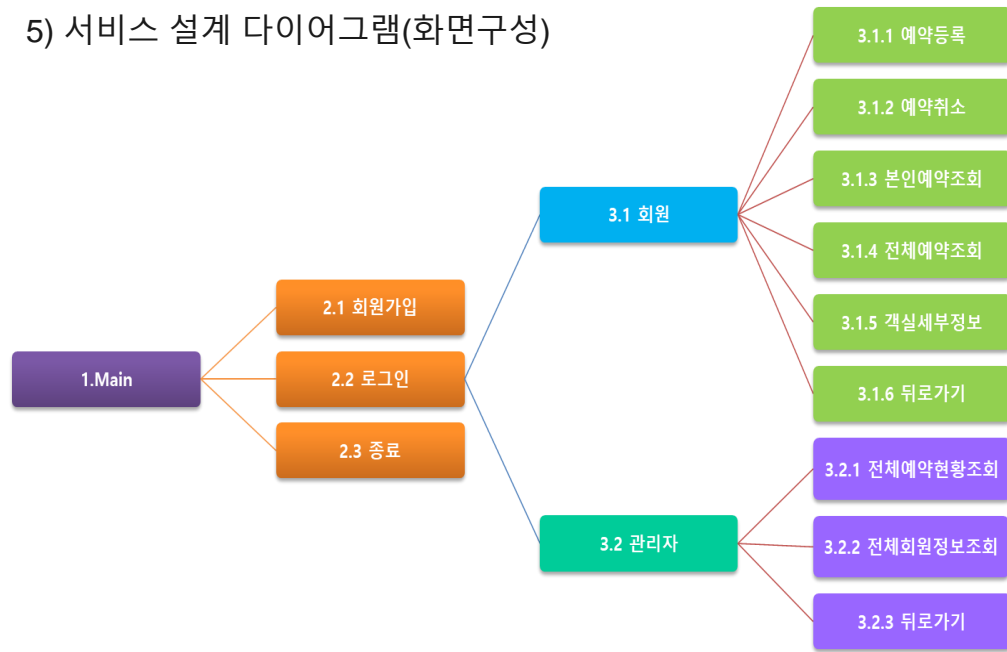 5) 서비스 설계 다이어그램(화면구성)
1.Main
2.1 회원가입
2.2 로그인
2.3 종료
3.1 회원
3.1.1 예약등록
3.1.2 예약취소
3.1.3 본인예약조회
3.1.4 전체예약조회
3.1.5 객실세부정보
3.1.6 뒤로가기
3.2 관리자
3.2.1 전체예약현황조회
3.2.2 전체회원정보조회
3.2.3 뒤로가기